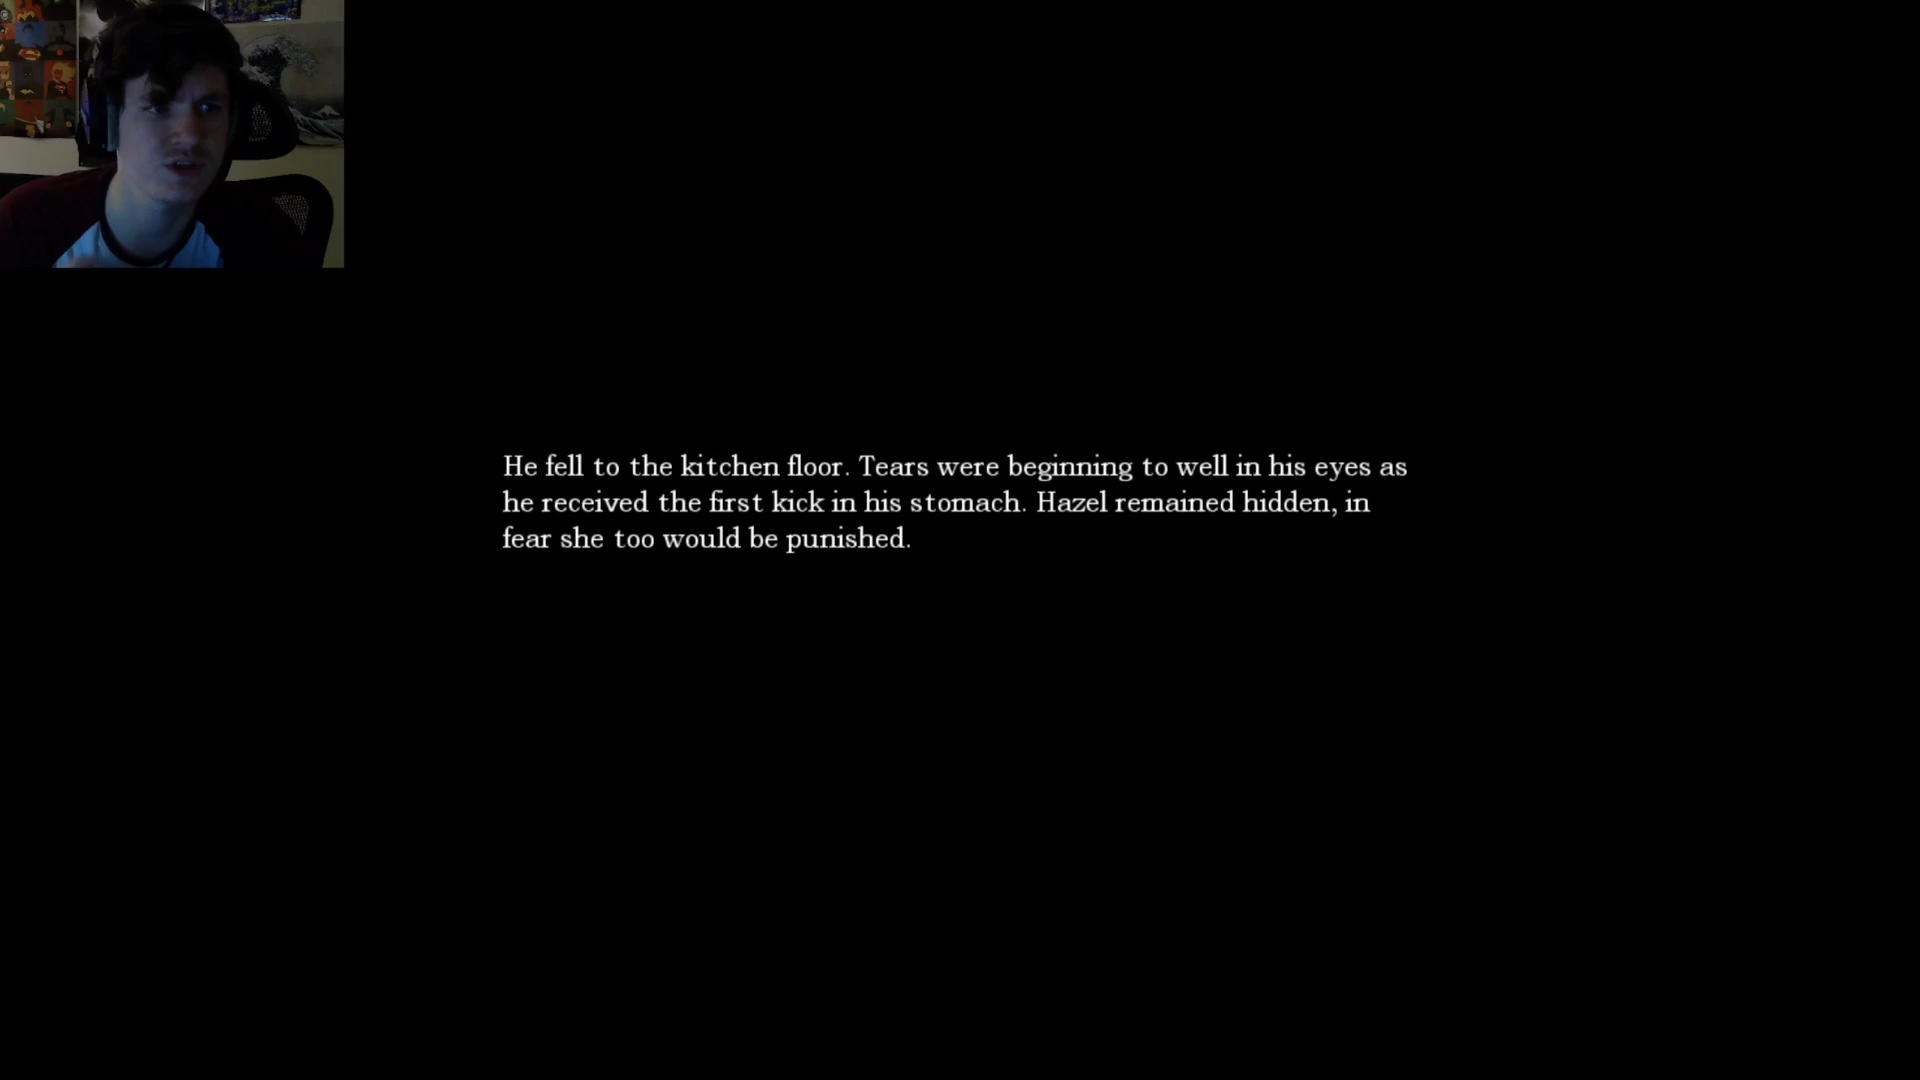 He fell to the kitchen floor. Tears were beginning to well in his eyes as
he received the first kick in his stomach. Hazel remained hidden, in
fear she too would be punished.